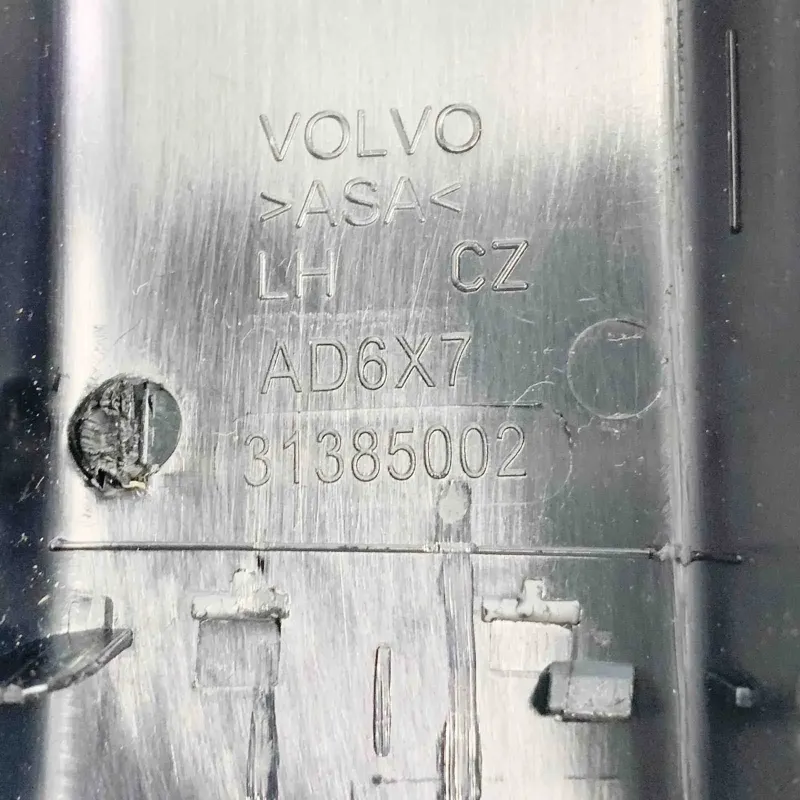 VOLVO
>ASA<
LH CZ
AD6X7
31385002